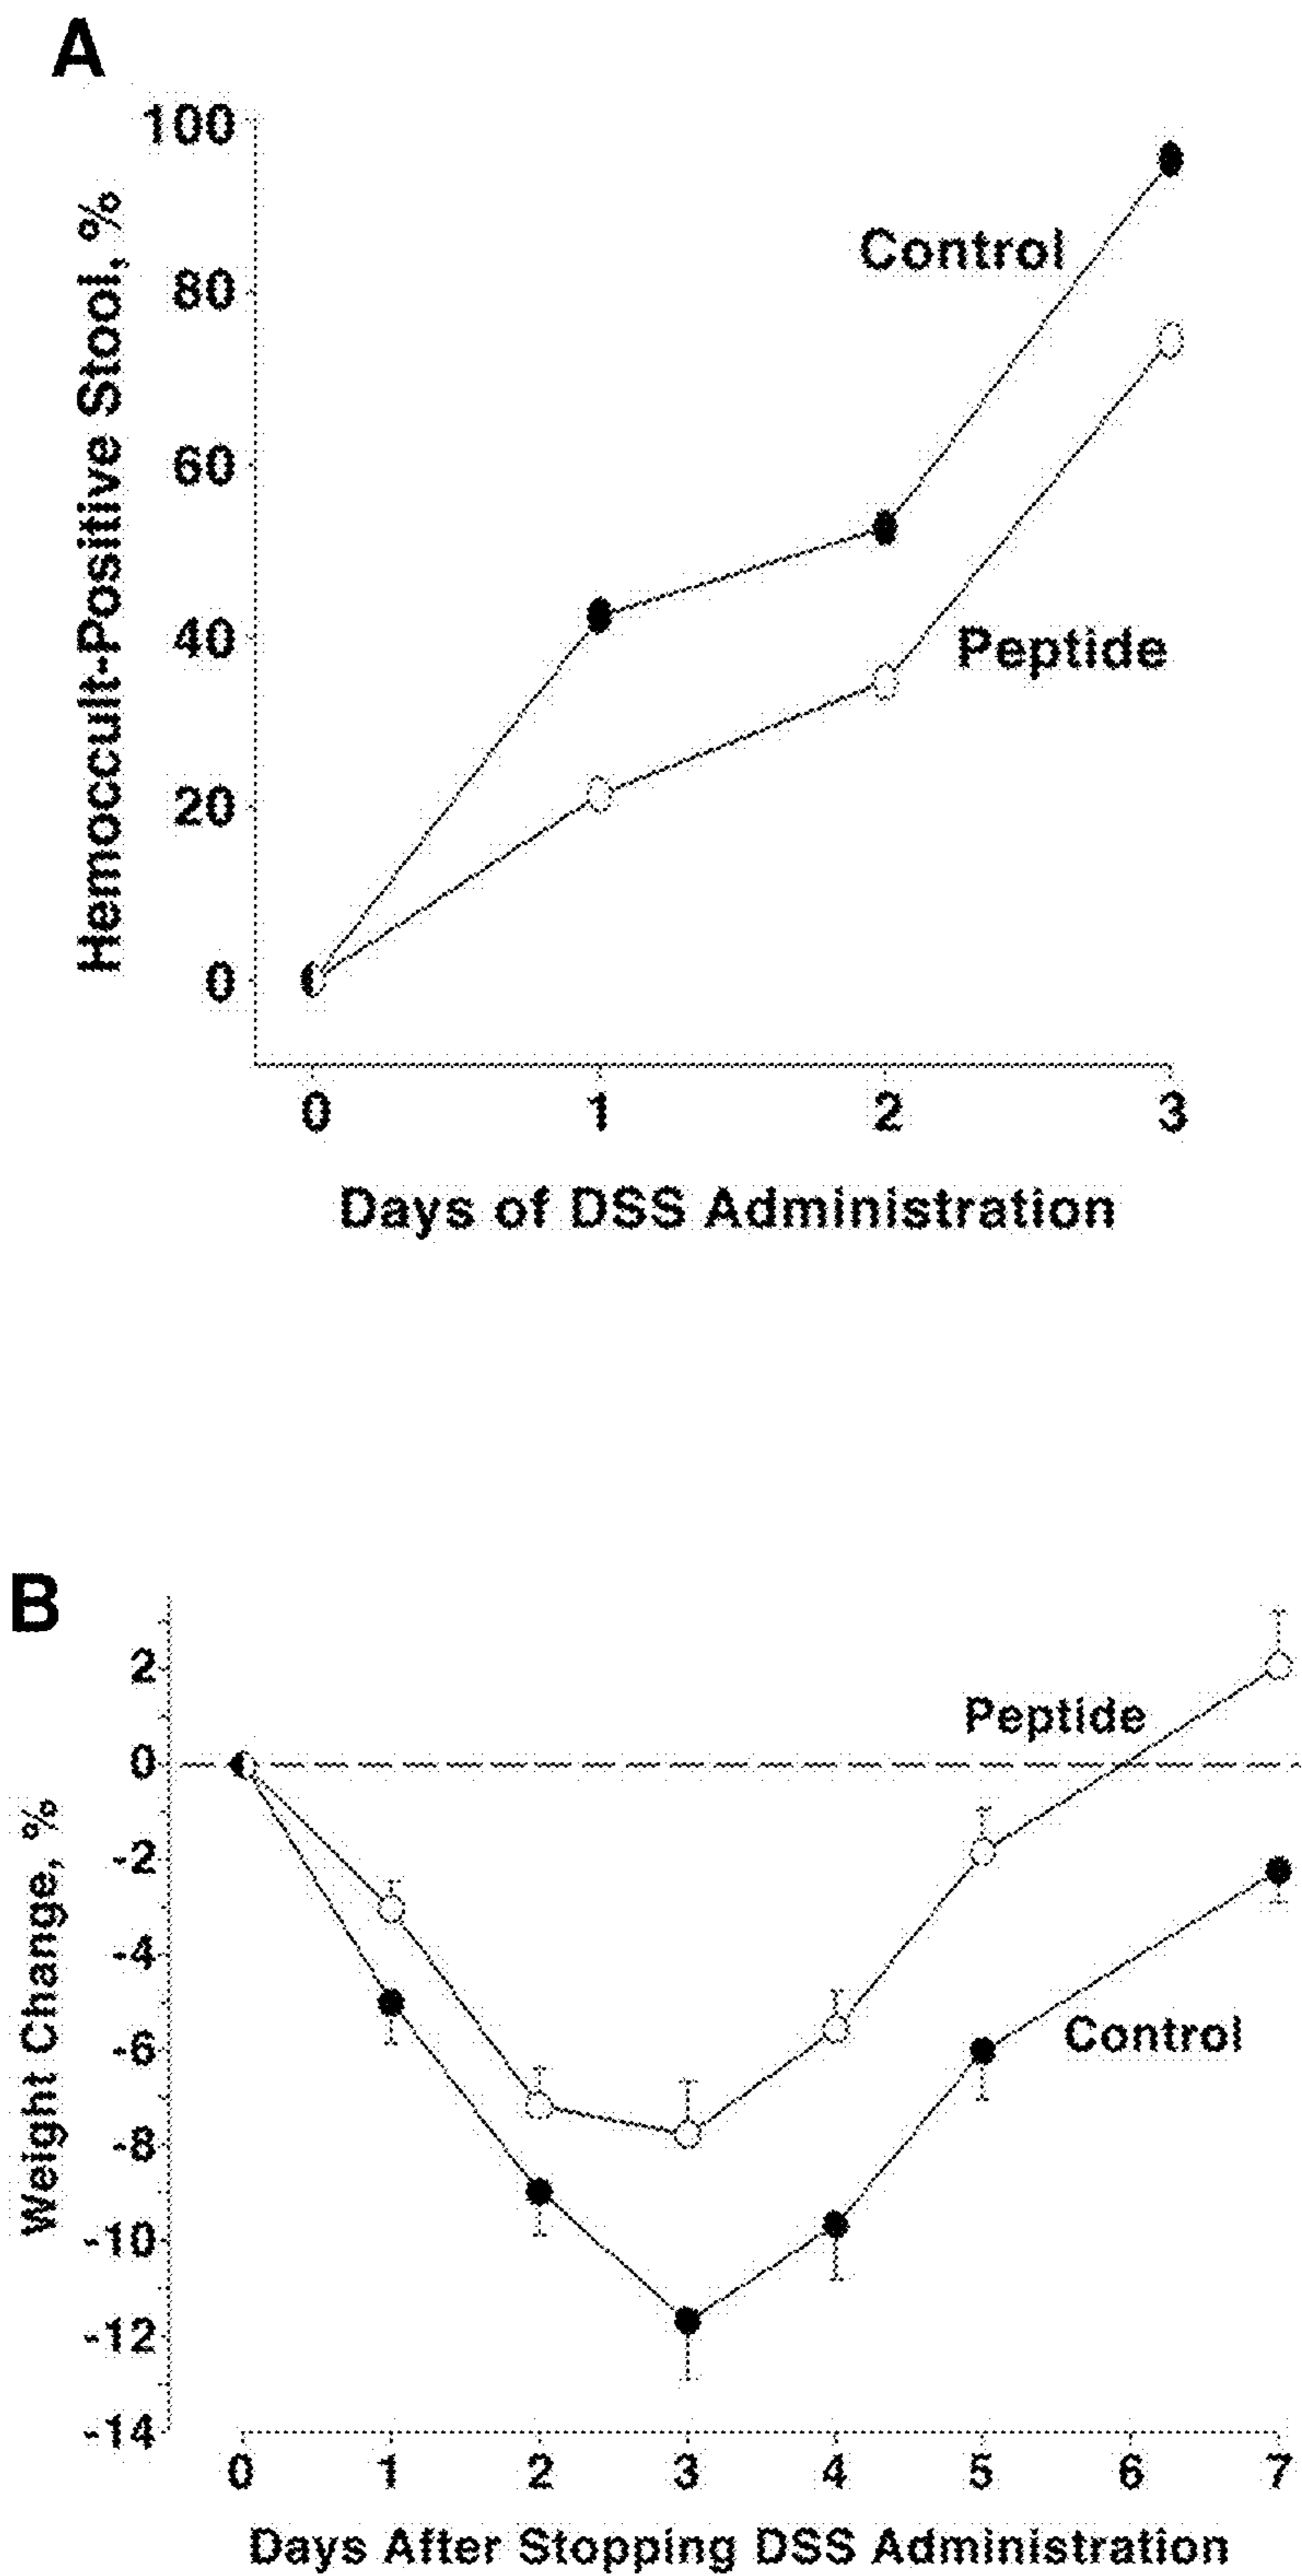 A
100
80
60
40
20
0
Hemoccult-Positive Stool, %
Control
Peptide
0 1 2 3
Days of DSS Administration
B
2
0
-2
-4
-6
-8
-10
-12
-14
Weight Change, %
Peptide
Control
0 1 2 3 4 5 6 7
Days After Stopping DSS Administration